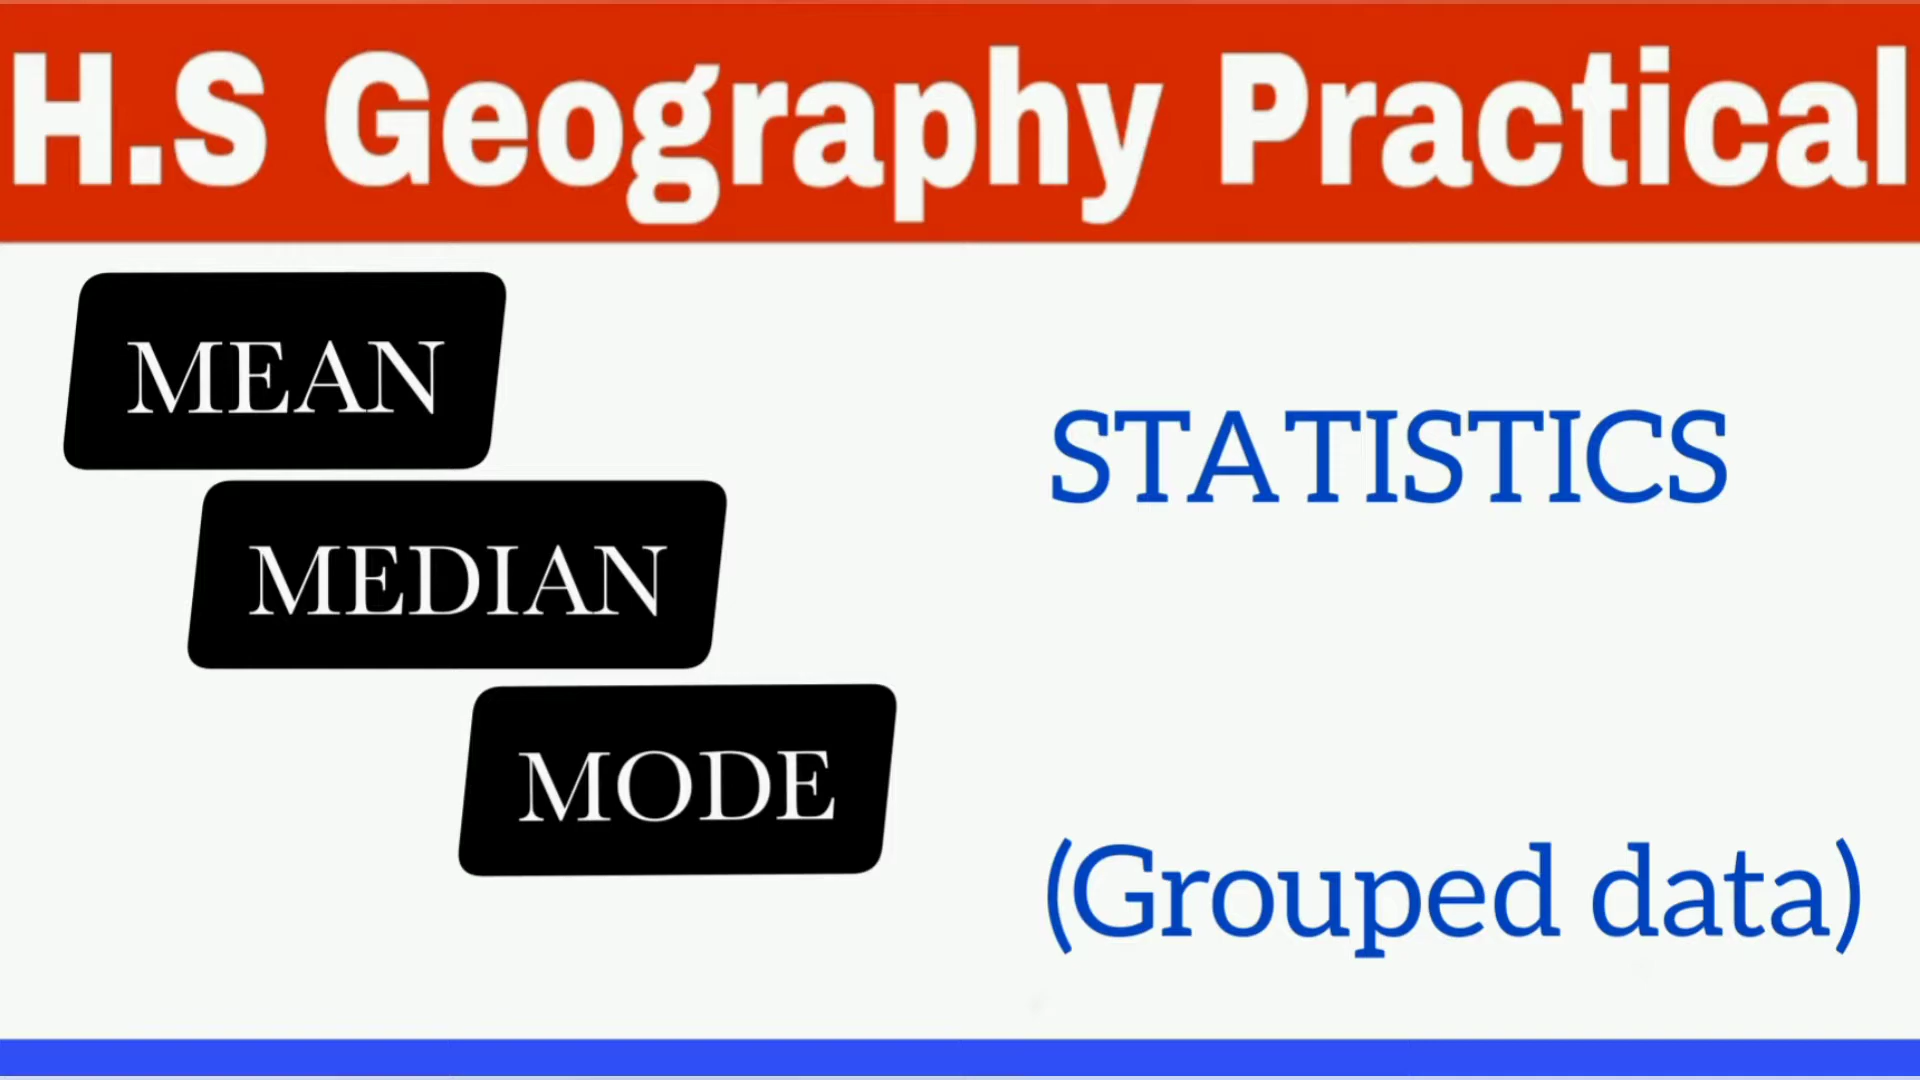 H.S Geography Practical
MEAN
MEDIAN
MODE
STATISTICS
(Grouped data)